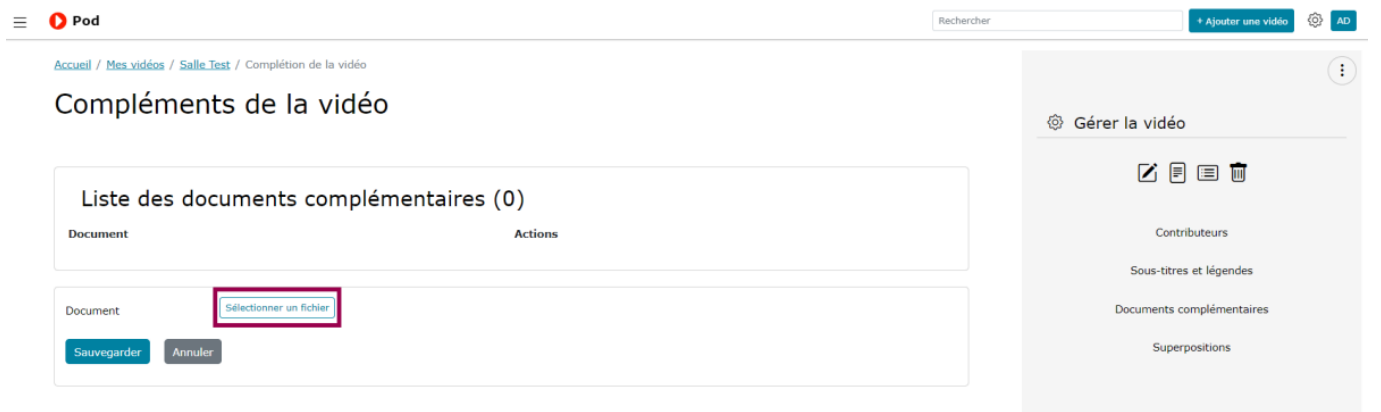 Pod
Rechercher
+ Ajouter une vidéo
AD
Accueil / Mes vidéos / Salle Test / Complétion de la vidéo
Compléments de la vidéo
Liste des documents complémentaires (0)
Document Actions
Document Sélectionner un fichier
Sauvegarder Annuler
Gérer la vidéo
Contributeurs
Sous-titres et légendes
Documents complémentaires
Superpositions